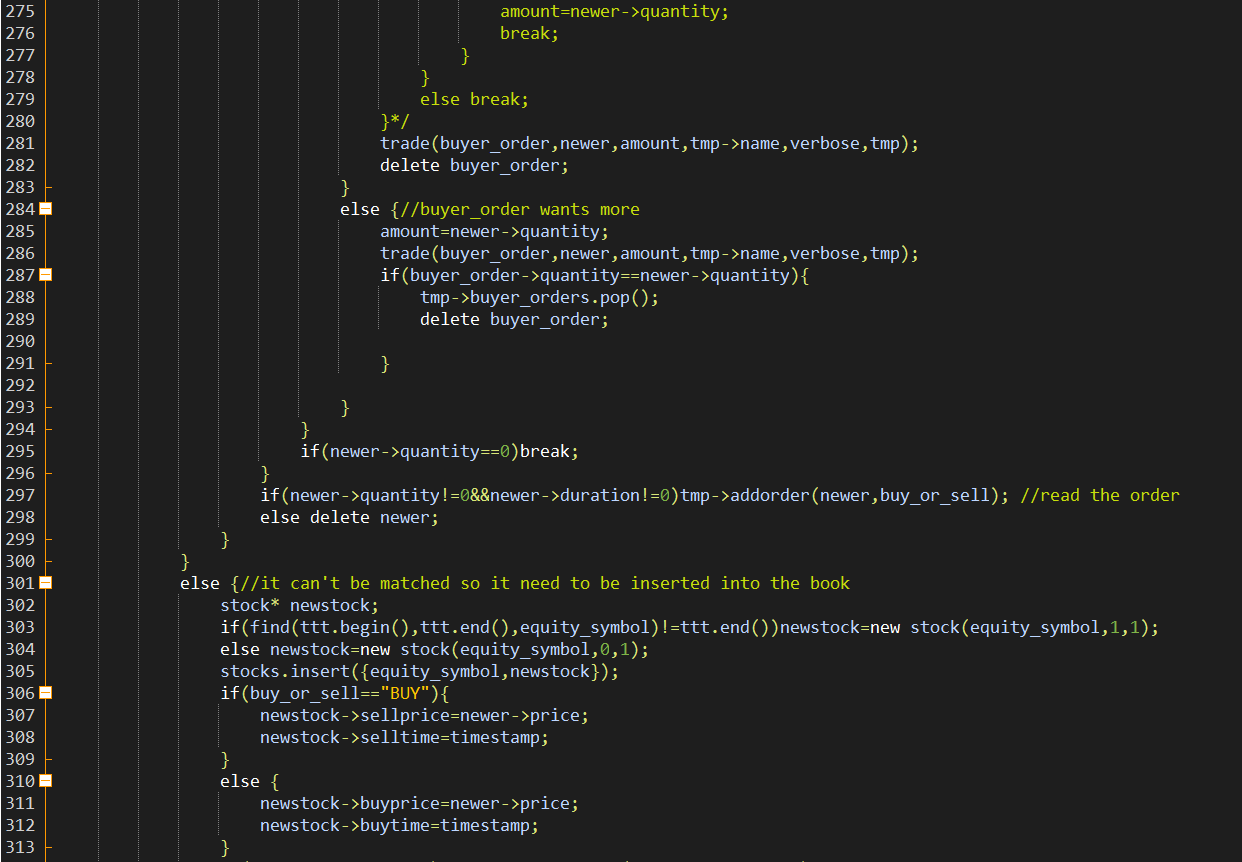 275 amount=newer->quantity;
276 break;
277 }
278 }
279 else break;
280 }*/
281 trade(buyer_order,newer,amount,tmp->name,verbose,tmp);
282 delete buyer_order;
283 }
284 else {//buyer_order wants more
285 amount=newer->quantity;
286 trade(buyer_order,newer,amount,tmp->name,verbose,tmp);
287 if(buyer_order->quantity==newer->quantity){
288 tmp->buyer_orders.pop();
289 delete buyer_order;
290
291 }
292
293 }
294 }
295 if(newer->quantity==0)break;
296 }
297 if(newer->quantity!=0&&newer->duration!=0)tmp->addorder(newer,buy_or_sell); //read the order
298 else delete newer;
299 }
300 }
301 else {//it can't be matched so it need to be inserted into the book
302 stock* newstock;
303 if(find(ttt.begin(),ttt.end(),equity_symbol)!=ttt.end())newstock=new stock(equity_symbol,1,1);
304 else newstock=new stock(equity_symbol,0,1);
305 stocks.insert({equity_symbol,newstock});
306 if(buy_or_sell=="BUY"){
307 newstock->sellprice=newer->price;
308 newstock->selltime=timestamp;
309 }
310 else {
311 newstock->buyprice=newer->price;
312 newstock->buytime=timestamp;
313 }